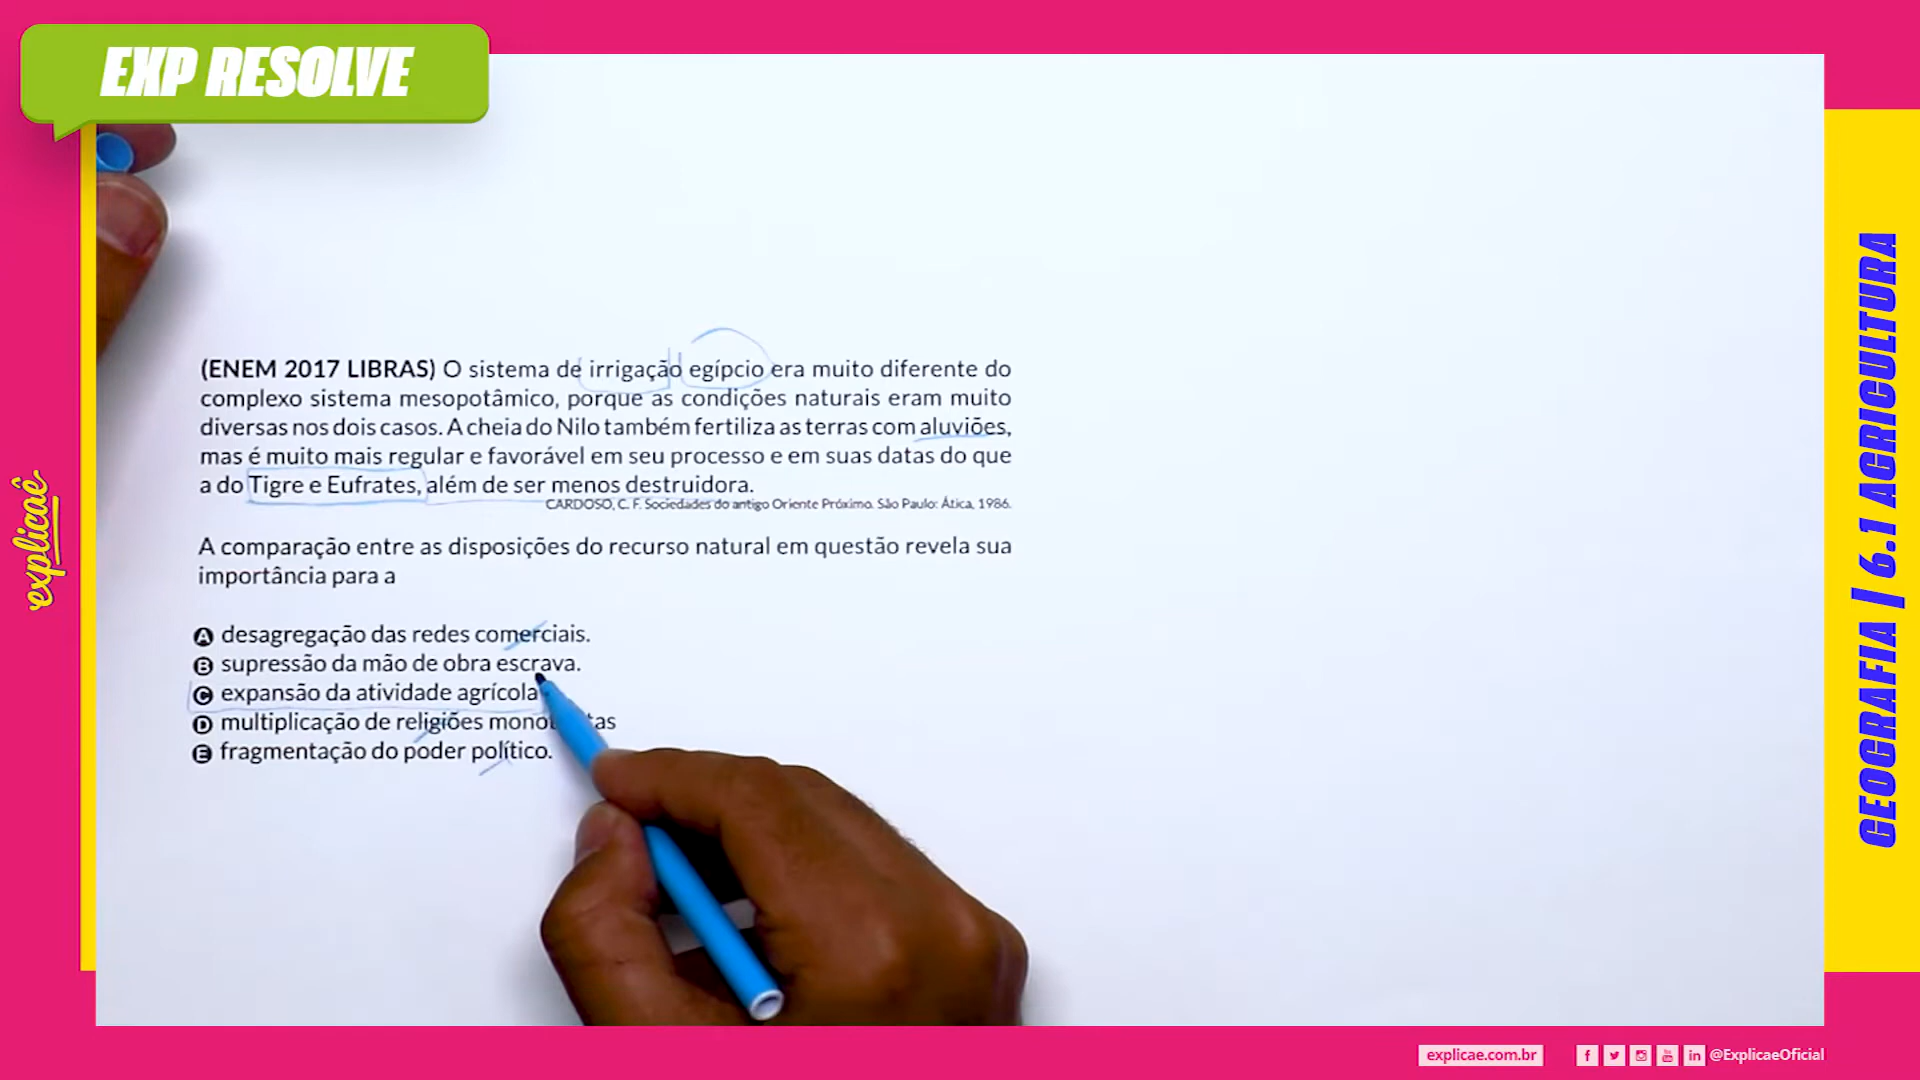 EXP RESOLVE
(ENEM 2017 LIBRAS) O sistema de irrigação egípcio era muito diferente do
complexo sistema mesopotâmico, porque as condições naturais eram muito
diversas nos dois casos. A cheia do Nilo também fertiliza as terras com aluviões,
mas é muito mais regular e favorável em seu processo e em suas datas do que
a do Tigre e Eufrates, além de ser menos destruidora.
CARDOSO, C. F. Sociedades do antigo Oriente Próximo. São Paulo: Ática, 1986.
A comparação entre as disposições do recurso natural em questão revela sua
importância para a
A desagregação das redes comerciais.
B supressão da mão de obra escrava.
C expansão da atividade agrícola
D multiplicação de religiões
E fragmentação do poder político.
explicaê
GEOGRAFIA | 6.1 AGRICULTURA
explicae.com.br
@ExplicaeOficial